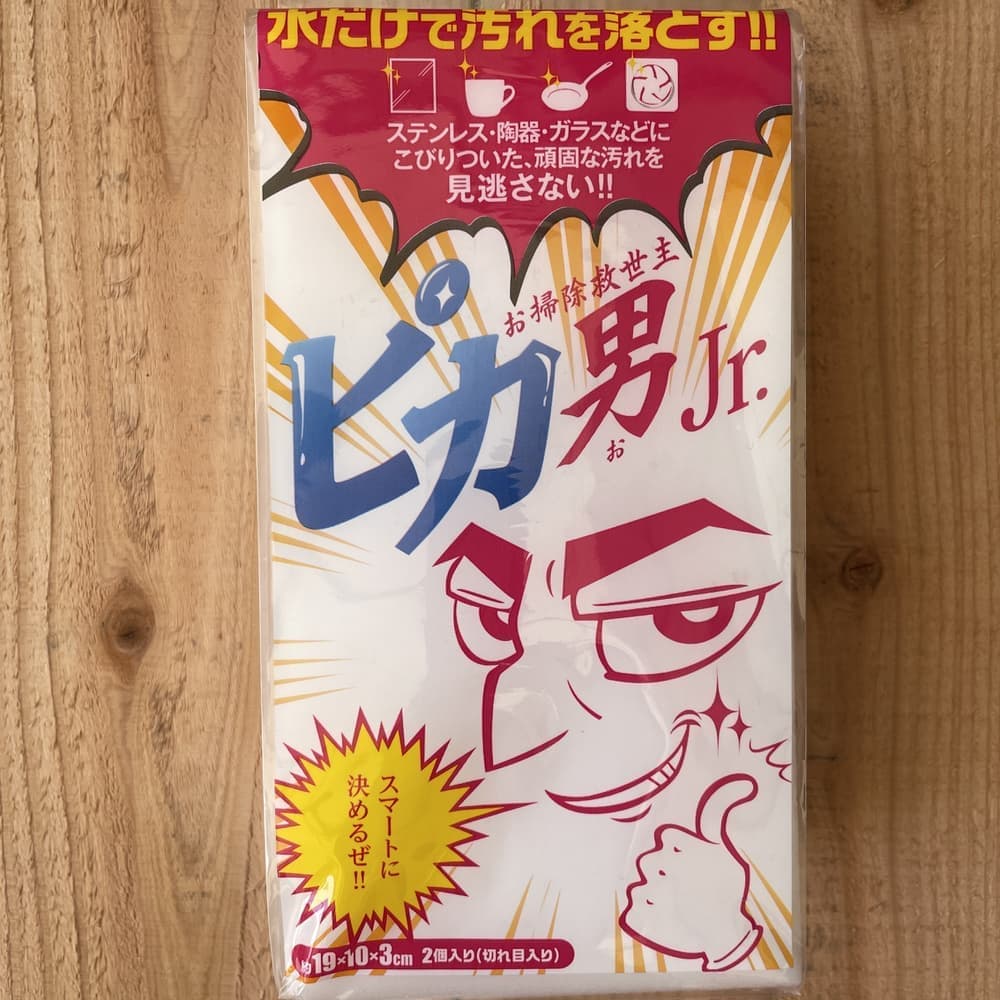 水だけで汚れを落とす!!
ステンレス・陶器・ガラスなどに
こびりついた、頑固な汚れを
見逃さない!!
お掃除救世主
ピカ男Jr.
お
スマートに
決めるぜ!!
約19×10×3cm 2個入り(切れ目入り)